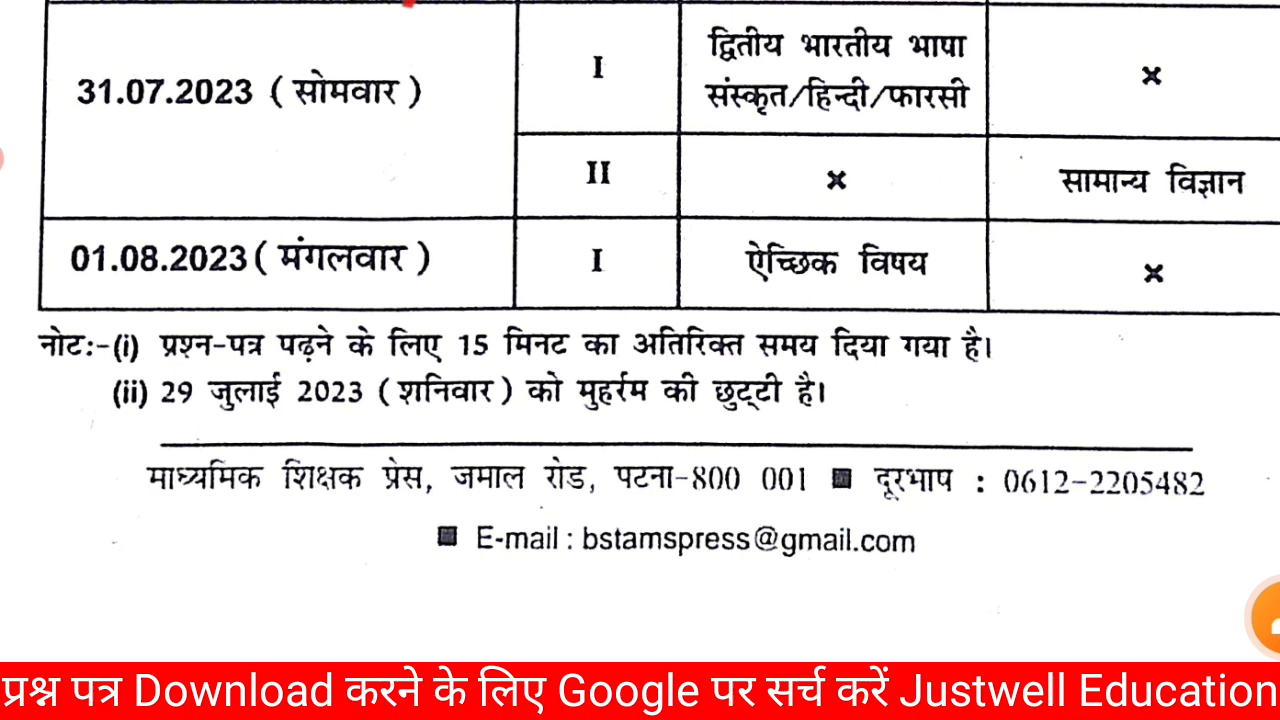 द्वितीय भारतीय भाषा
31.07.2023 ( सोमवार ) I संस्कृत/हिन्दी/फारसी ×
II × सामान्य विज्ञान
01.08.2023 ( मंगलवार ) I ऐच्छिक विषय ×
नोट:-(i) प्रश्न-पत्र पढ़ने के लिए 15 मिनट का अतिरिक्त समय दिया गया है।
(ii) 29 जुलाई 2023 ( शनिवार ) को मुहर्रम की छुट्टी है।
माध्यमिक शिक्षक प्रेस, जमाल रोड, पटना-800 001 ■ दूरभाष : 0612-2205482
■ E-mail : bstamspress@gmail.com
प्रश्न पत्र Download करने के लिए Google पर सर्च करें Justwell Education